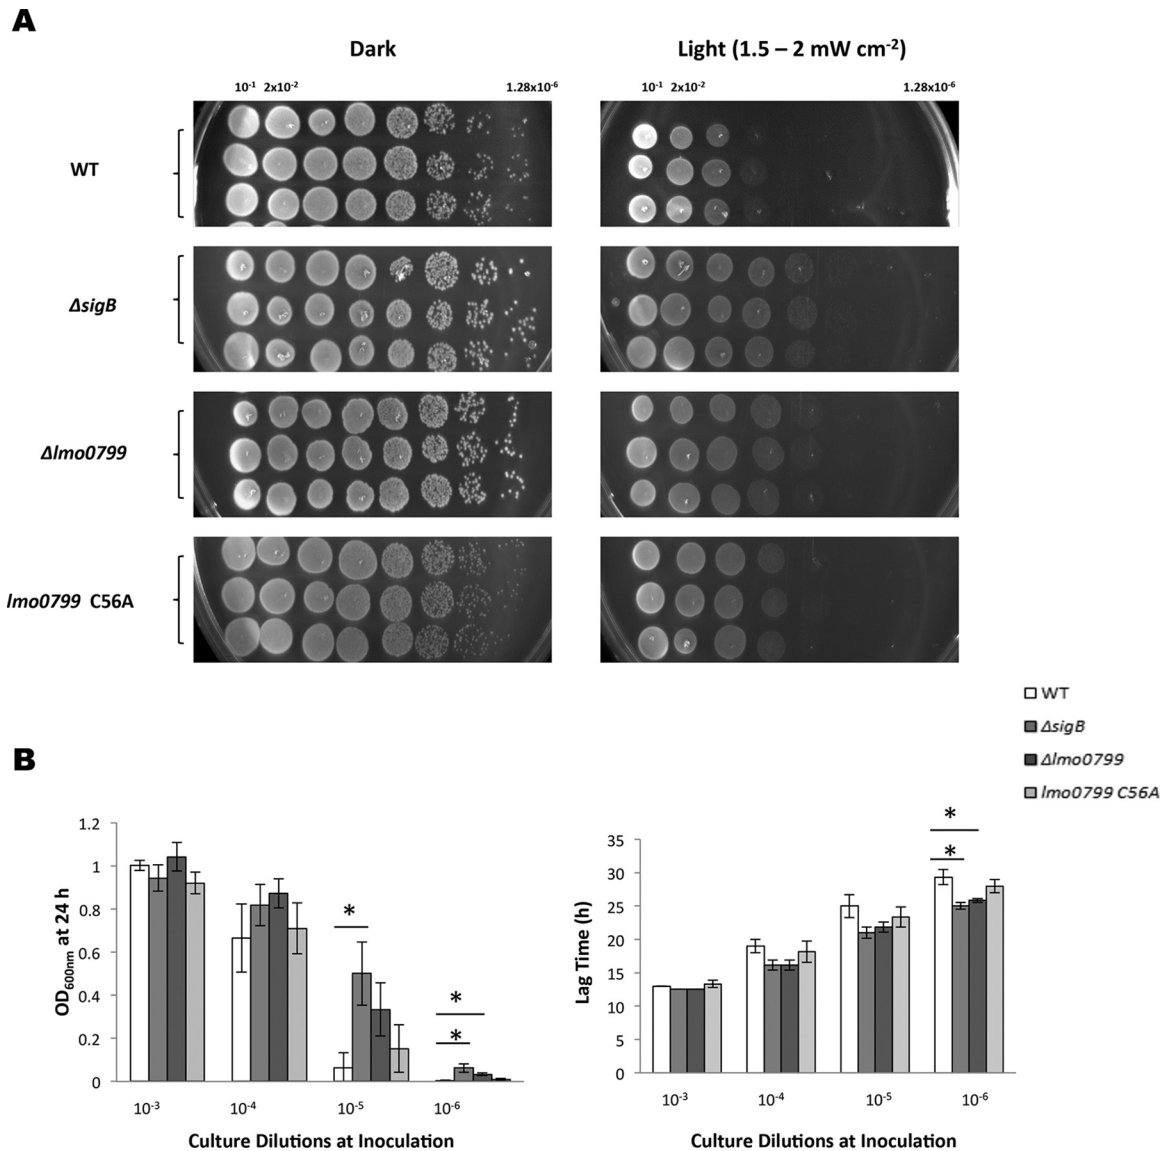 A
Dark
Light (1.5 – 2 mW cm-2)
10-1 2x10-2 1.28x10-6
10-1 2x10-2 1.28x10-6
WT
ΔsigB
Δlmo0799
lmo0799 C56A
WT
ΔsigB
Δlmo0799
lmo0799 C56A
B
OD600nm at 24 h
1.2
1
0.8
0.6
0.4
0.2
0
*
*
*
10-3 10-4 10-5 10-6
Culture Dilutions at Inoculation
Lag Time (h)
35
30
25
20
15
10
5
0
*
*
10-3 10-4 10-5 10-6
Culture Dilutions at Inoculation